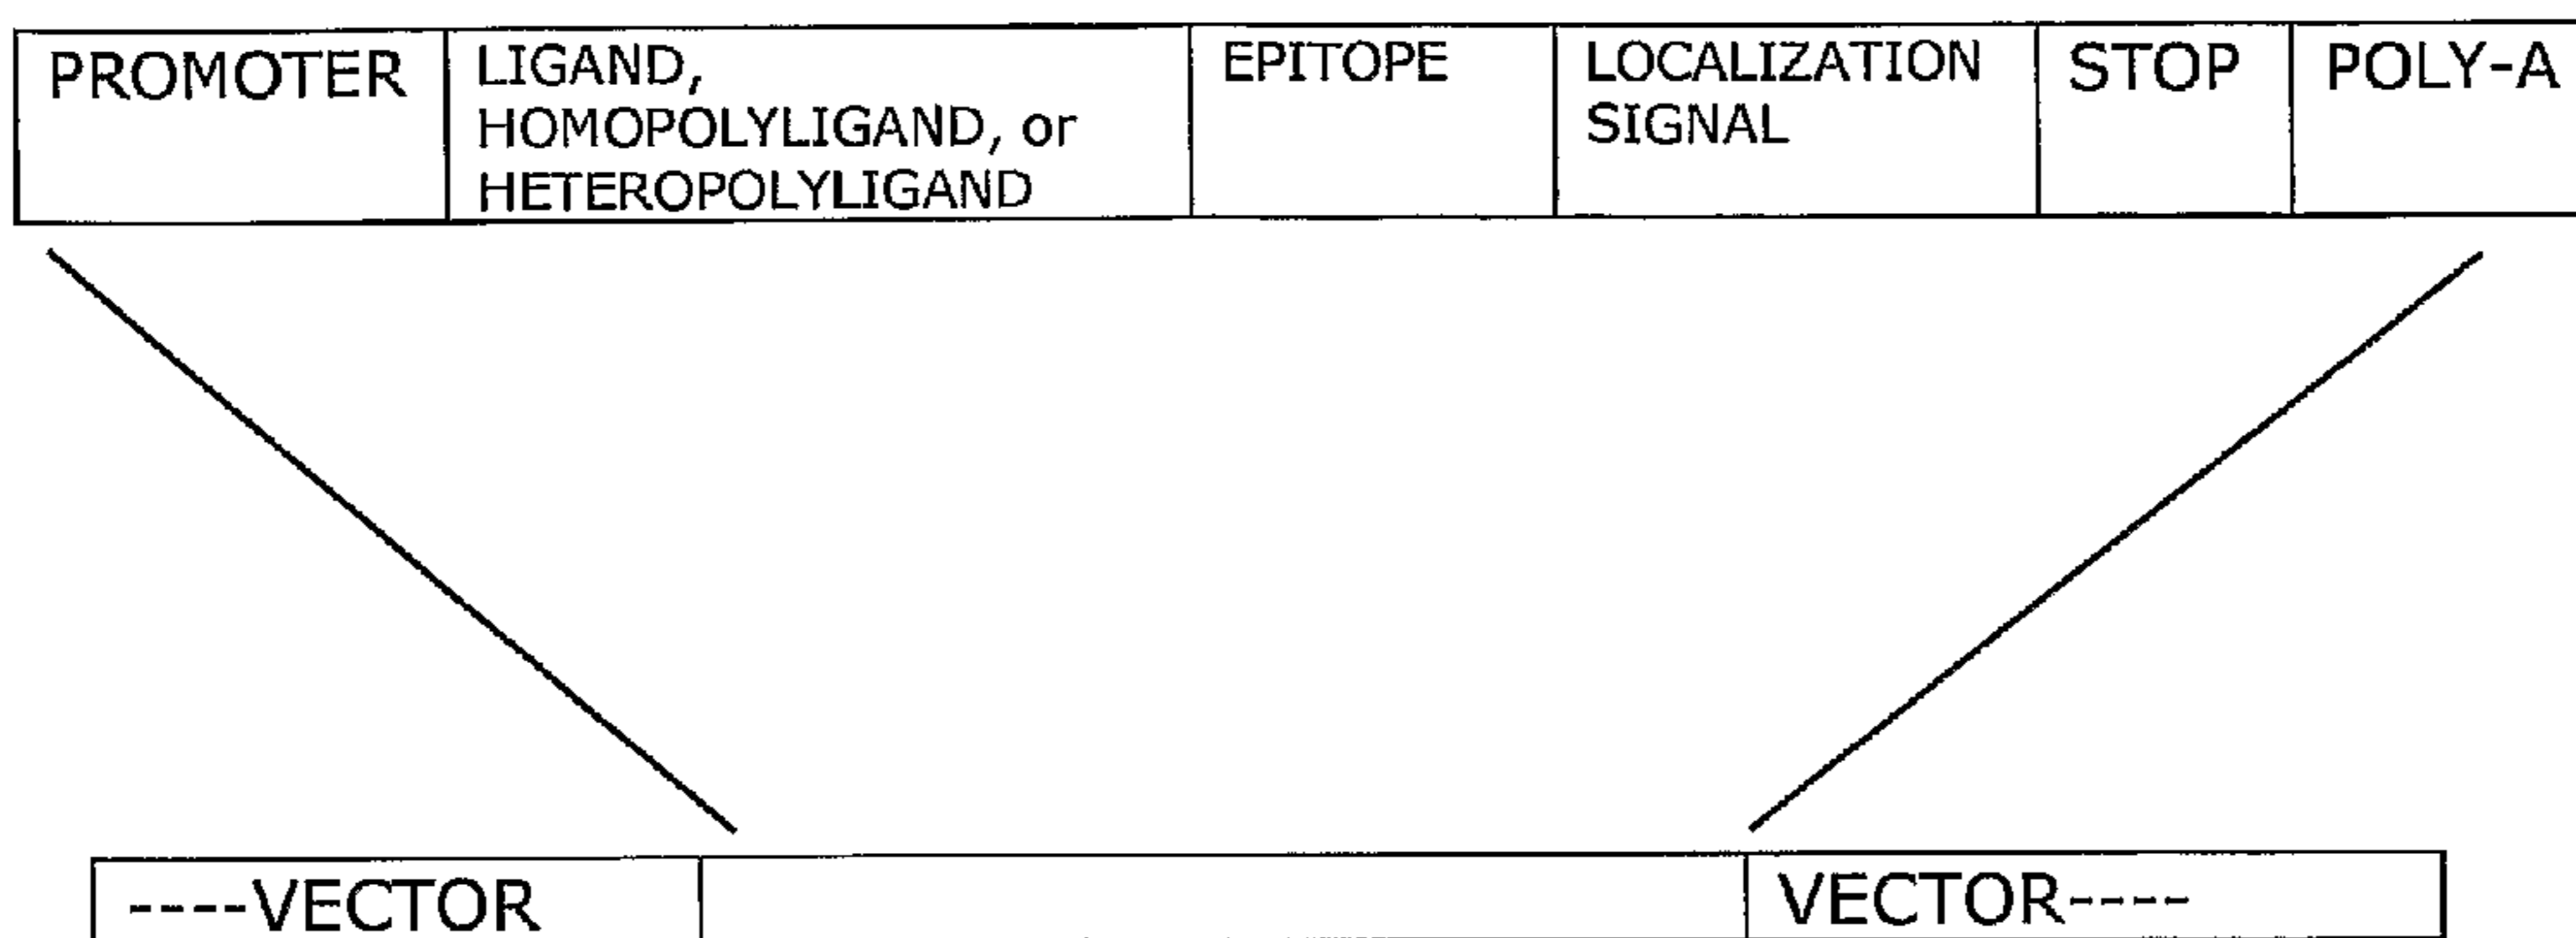 PROMOTER
LIGAND,
HOMOPOLYLIGAND, or
HETEROPOLYLIGAND
EPITOPE
LOCALIZATION
SIGNAL
STOP
POLY-A
----VECTOR
VECTOR----